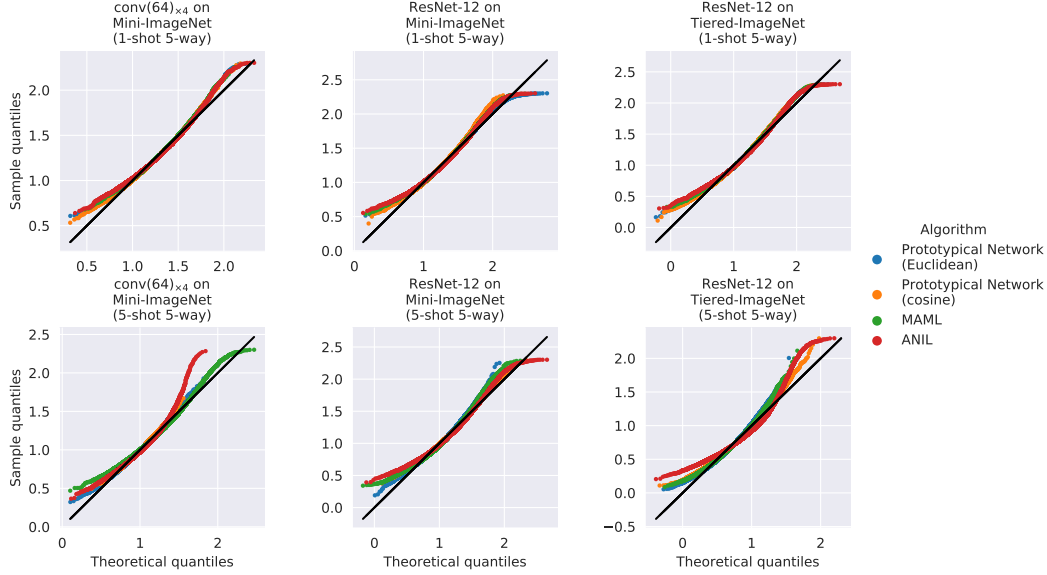 conv(64)×4 on
Mini-ImageNet
(1-shot 5-way)
ResNet-12 on
Mini-ImageNet
(1-shot 5-way)
ResNet-12 on
Tiered-ImageNet
(1-shot 5-way)
Sample quantiles
2.0
1.5
1.0
0.5
0.5
1.0
1.5
2.0
2.5
2.0
1.5
1.0
0.5
0.0
0
1
2
2.5
2.0
1.5
1.0
0.5
0.0
0
1
2
conv(64)×4 on
Mini-ImageNet
(5-shot 5-way)
ResNet-12 on
Mini-ImageNet
(5-shot 5-way)
ResNet-12 on
Tiered-ImageNet
(5-shot 5-way)
Sample quantiles
2.5
2.0
1.5
1.0
0.5
0.0
0
1
2
Theoretical quantiles
2.5
2.0
1.5
1.0
0.5
0.0
0
1
2
Theoretical quantiles
2.0
1.5
1.0
0.5
0.0
−0.5
0
1
2
Theoretical quantiles
Algorithm
Prototypical Network
(Euclidean)
Prototypical Network
(cosine)
MAML
ANIL